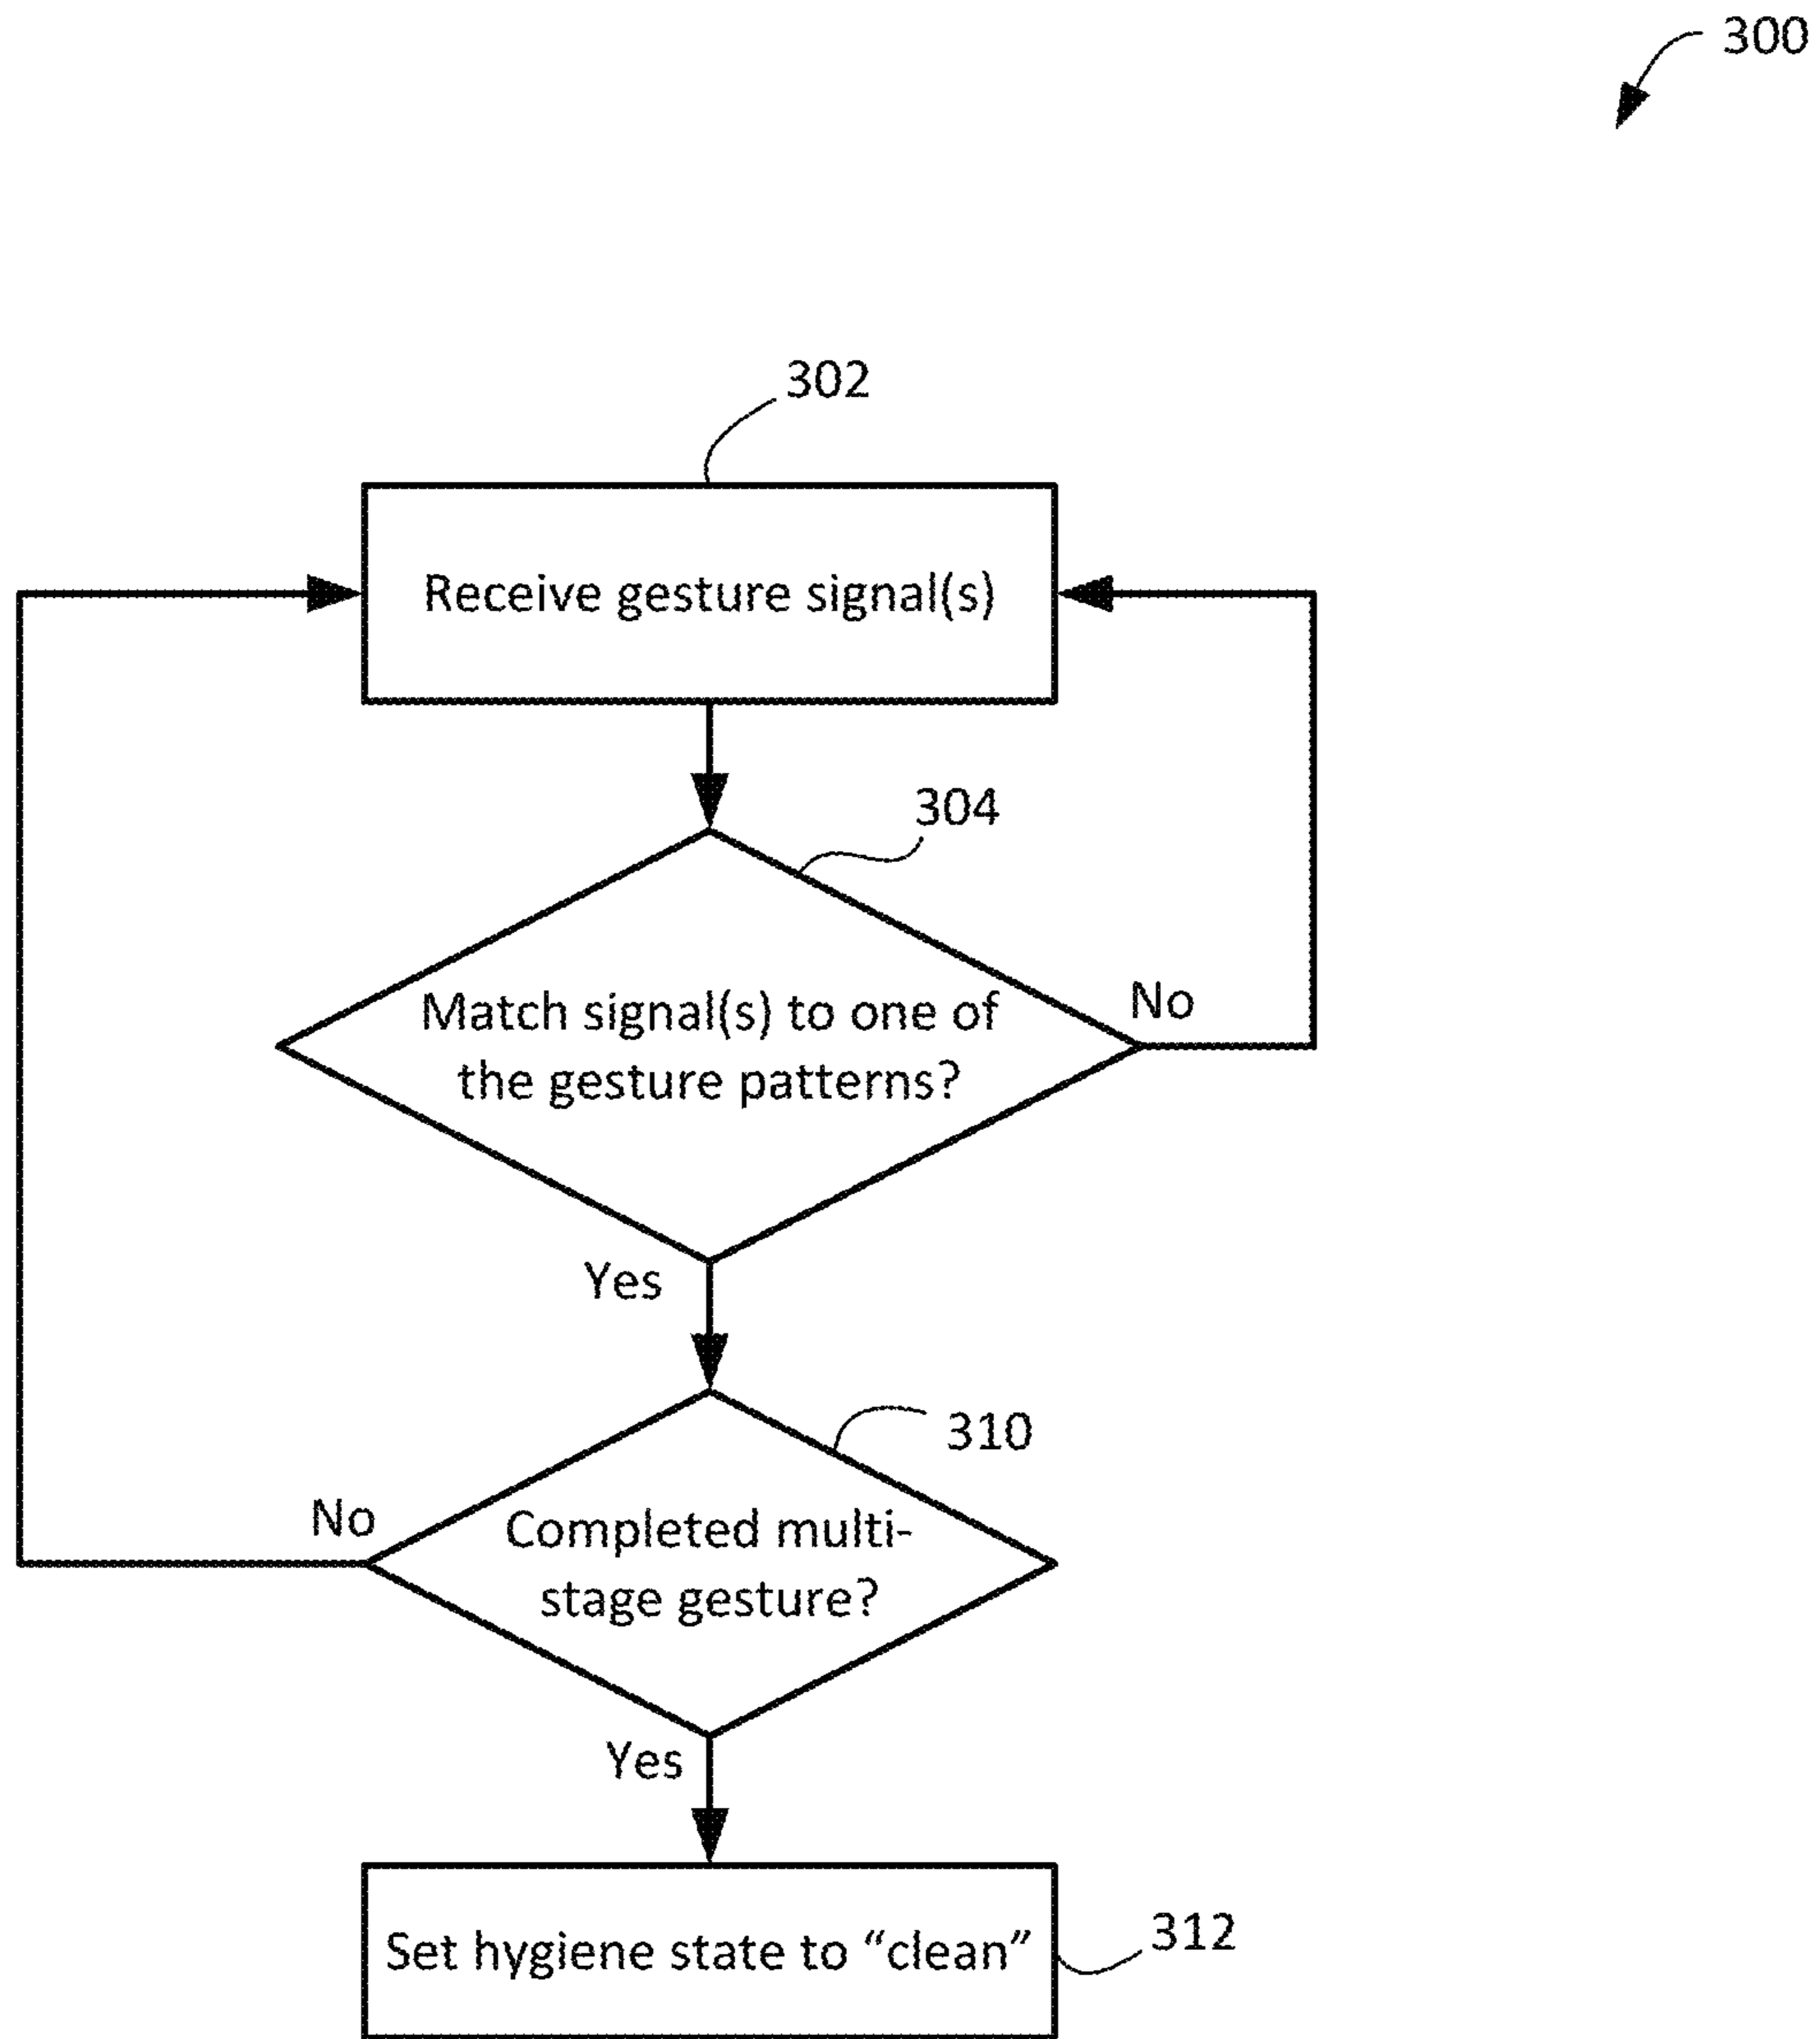 300
302
Receive gesture signal(s)
304
Match signal(s) to one of
the gesture patterns?
No
Yes
310
No
Completed multi-
stage gesture?
Yes
Set hygiene state to “clean”
312